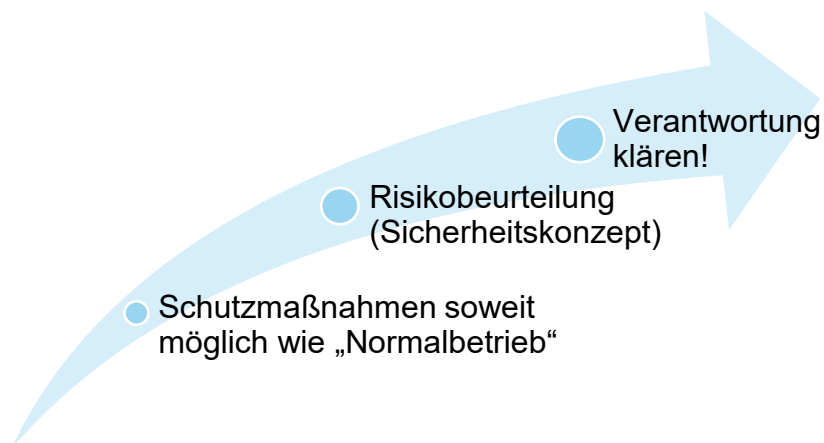 Verantwortung
klären!
Risikobeurteilung
(Sicherheitskonzept)
Schutzmaßnahmen soweit
möglich wie „Normalbetrieb“